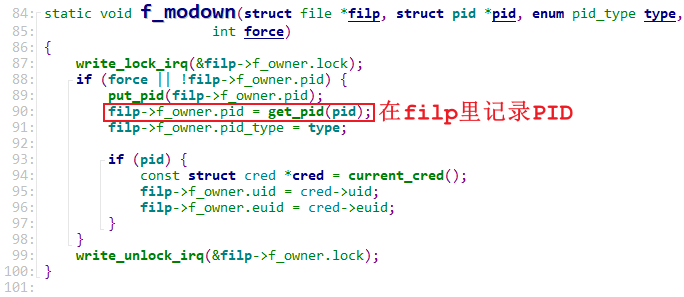 84: static void f_modown(struct file *filp, struct pid *pid, enum pid_type type,
85:                      int force)
86: {
87:     write_lock_irq(&filp->f_owner.lock);
88:     if (force || !filp->f_owner.pid) {
89:         put_pid(filp->f_owner.pid);
90:         filp->f_owner.pid = get_pid(pid); 在filp里记录PID
91:         filp->f_owner.pid_type = type;
92:
93:         if (pid) {
94:             const struct cred *cred = current_cred();
95:             filp->f_owner.uid = cred->uid;
96:             filp->f_owner.euid = cred->euid;
97:         }
98:     }
99:     write_unlock_irq(&filp->f_owner.lock);
100: }
101: